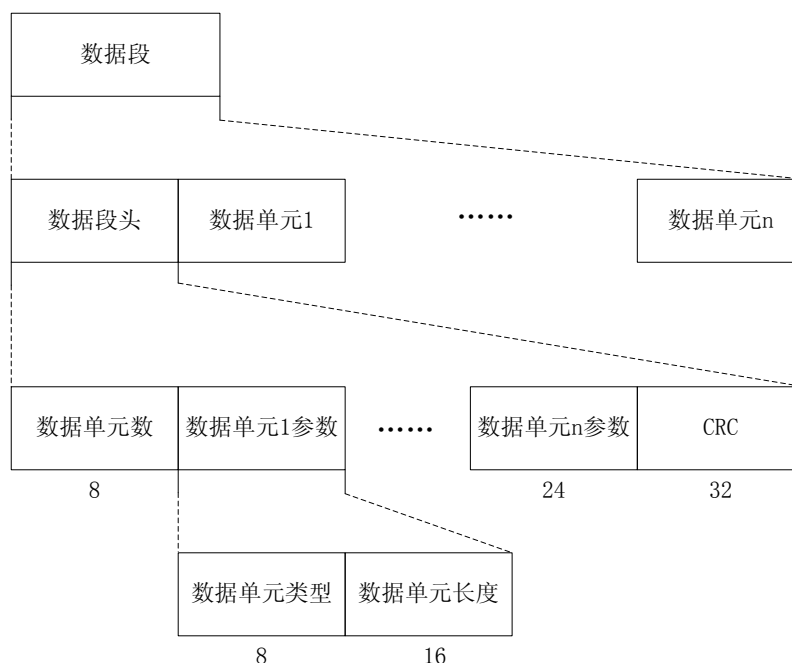 数据段
数据段头 数据单元1 …… 数据单元n
数据单元数 数据单元1参数 …… 数据单元n参数 CRC
8 24 32
数据单元类型 数据单元长度
8 16